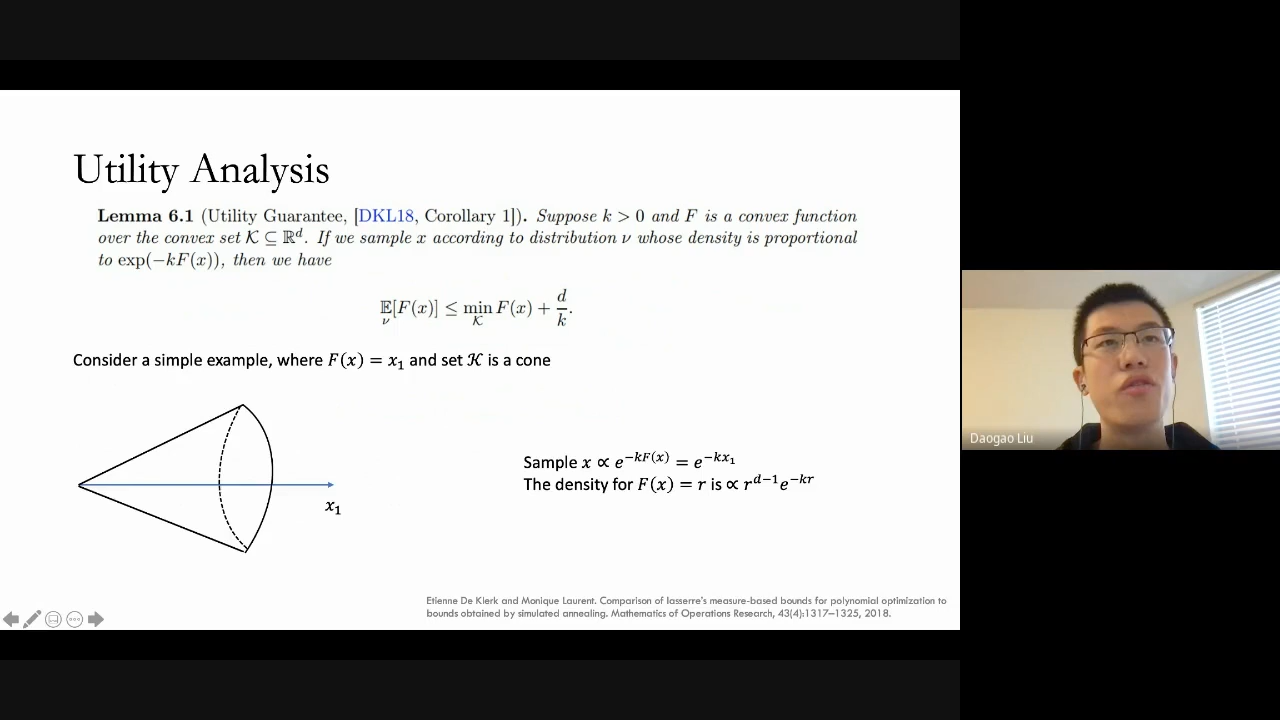 Utility Analysis
Lemma 6.1 (Utility Guarantee, [DKL18, Corollary 1]). Suppose k > 0 and F is a convex function
over the convex set 𝒦 ⊆ ℝ^d. If we sample x according to distribution ν whose density is proportional
to exp(−kF(x)), then we have
𝔼_ν[F(x)] ≤ min_𝒦 F(x) + d/k.
Consider a simple example, where F(x) = x₁ and set 𝒦 is a cone
Sample x ∝ e^{−kF(x)} = e^{−kx₁}
The density for F(x) = r is ∝ r^{d−1}e^{−kr}
x₁
Etienne De Klerk and Monique Laurent. Comparison of lasserre's measure-based bounds for polynomial optimization to
bounds obtained by simulated annealing. Mathematics of Operations Research, 43(4):1317–1325, 2018.
Daogao Liu